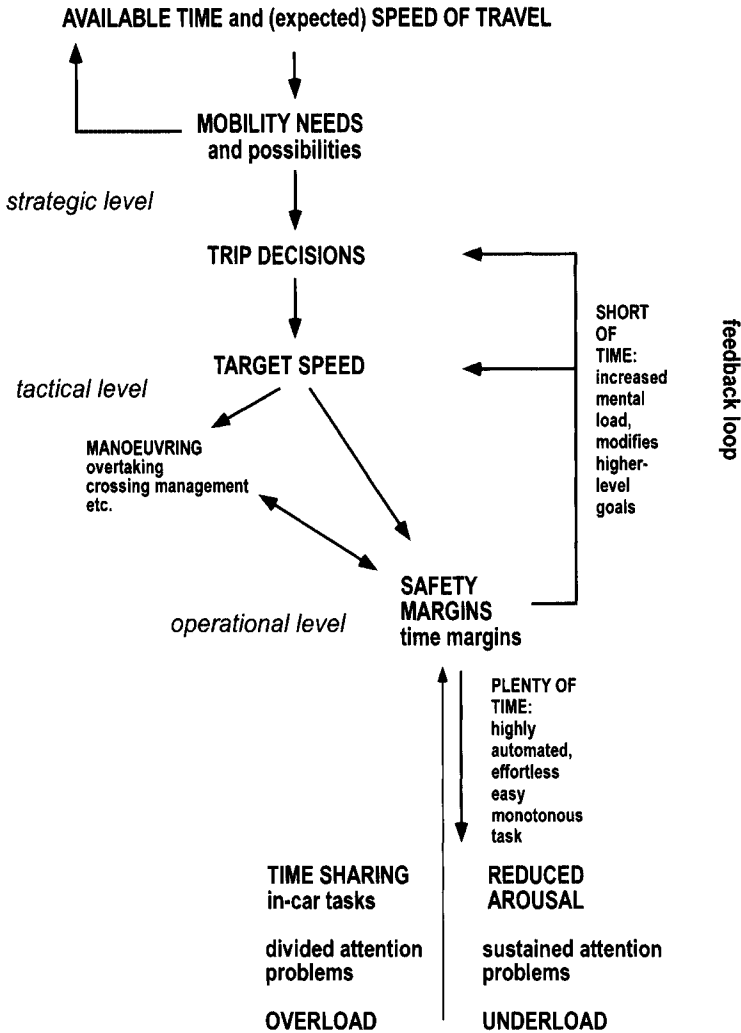 AVAILABLE TIME and (expected) SPEED OF TRAVEL
MOBILITY NEEDS
and possibilities
strategic level
TRIP DECISIONS
SHORT
OF
TIME:
increased
mental
load,
modifies
higher-
level
goals
feedback loop
TARGET SPEED
tactical level
MANOEUVRING
overtaking
crossing management
etc.
SAFETY
MARGINS
time margins
operational level
PLENTY OF
TIME:
highly
automated,
effortless
easy
monotonous
task
TIME SHARING
in-car tasks
divided attention
problems
OVERLOAD
REDUCED
AROUSAL
sustained attention
problems
UNDERLOAD